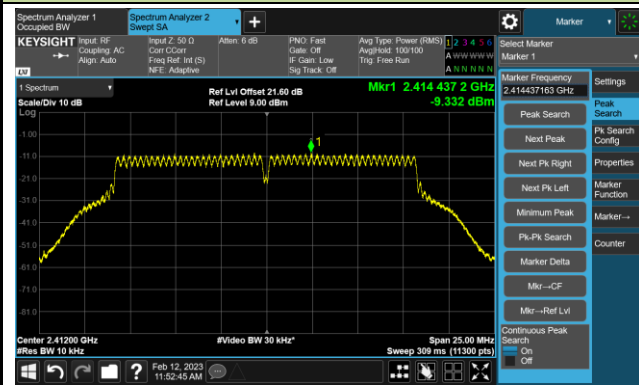 Spectrum Analyzer 1
Occupied BW
Spectrum Analyzer 2
Swept SA
+
Marker
KEYSIGHT
Input: RF
Coupling: AC
Align: Auto
Input Z: 50 Ω
Corr CCorr
Freq Ref: Int (S)
NFE: Adaptive
Atten: 6 dB
PNO: Fast
Gate: Off
IF Gain: Low
Sig Track: Off
Avg Type: Power (RMS)
Avg|Hold: 100/100
Trig: Free Run
1 2 3 4 5 6
A W W W W W
A N N N N N
LXI
Select Marker
Marker 1
1 Spectrum
Scale/Div 10 dB
Ref Lvl Offset 21.60 dB
Ref Level 9.00 dBm
Mkr1 2.414 437 2 GHz
-9.332 dBm
Log
-1.00
-11.0
-21.0
-31.0
-41.0
-51.0
-61.0
-71.0
-81.0
1
Center 2.41200 GHz
#Res BW 10 kHz
#Video BW 30 kHz*
Span 25.00 MHz
Sweep 309 ms (11300 pts)
Marker Frequency
2.414437163 GHz
Peak Search
Next Peak
Next Pk Right
Next Pk Left
Minimum Peak
Pk-Pk Search
Marker Delta
Mkr→CF
Mkr→Ref Lvl
Continuous Peak
Search
On
Off
Settings
Peak
Search
Pk Search
Config
Properties
Marker
Function
Marker→
Counter
?
Feb 12, 2023
11:52:45 AM